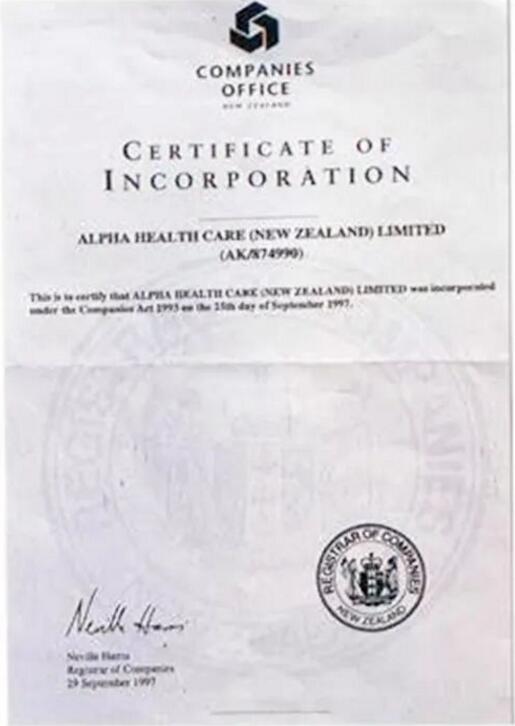 COMPANIES
OFFICE
NEW ZEALAND
CERTIFICATE OF
INCORPORATION
ALPHA HEALTH CARE (NEW ZEALAND) LIMITED
(AK/874990)
This is to certify that ALPHA HEALTH CARE (NEW ZEALAND) LIMITED was incorporated
under the Companies Act 1993 on the 25th day of September 1997.
REGISTRAR OF COMPANIES
NEW ZEALAND
Neville Harris
Neville Harris
Registrar of Companies
29 September 1997